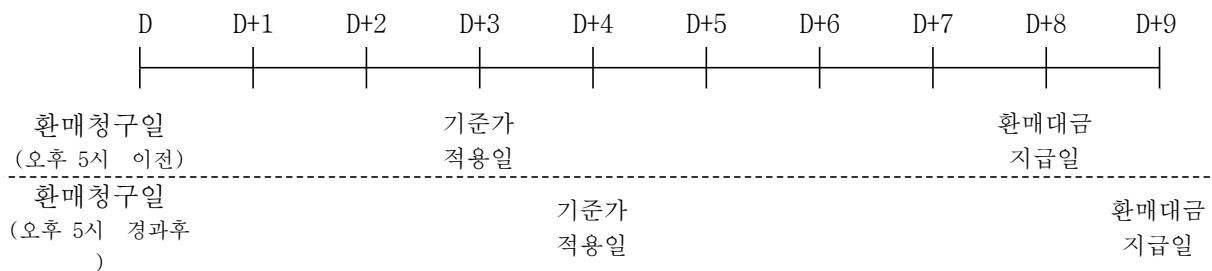 D D+1 D+2 D+3 D+4 D+5 D+6 D+7 D+8 D+9
환매청구일 기준가 환매대금
(오후 5시 이전) 적용일 지급일
환매청구일 기준가 환매대금
(오후 5시 경과후 적용일 지급일
)